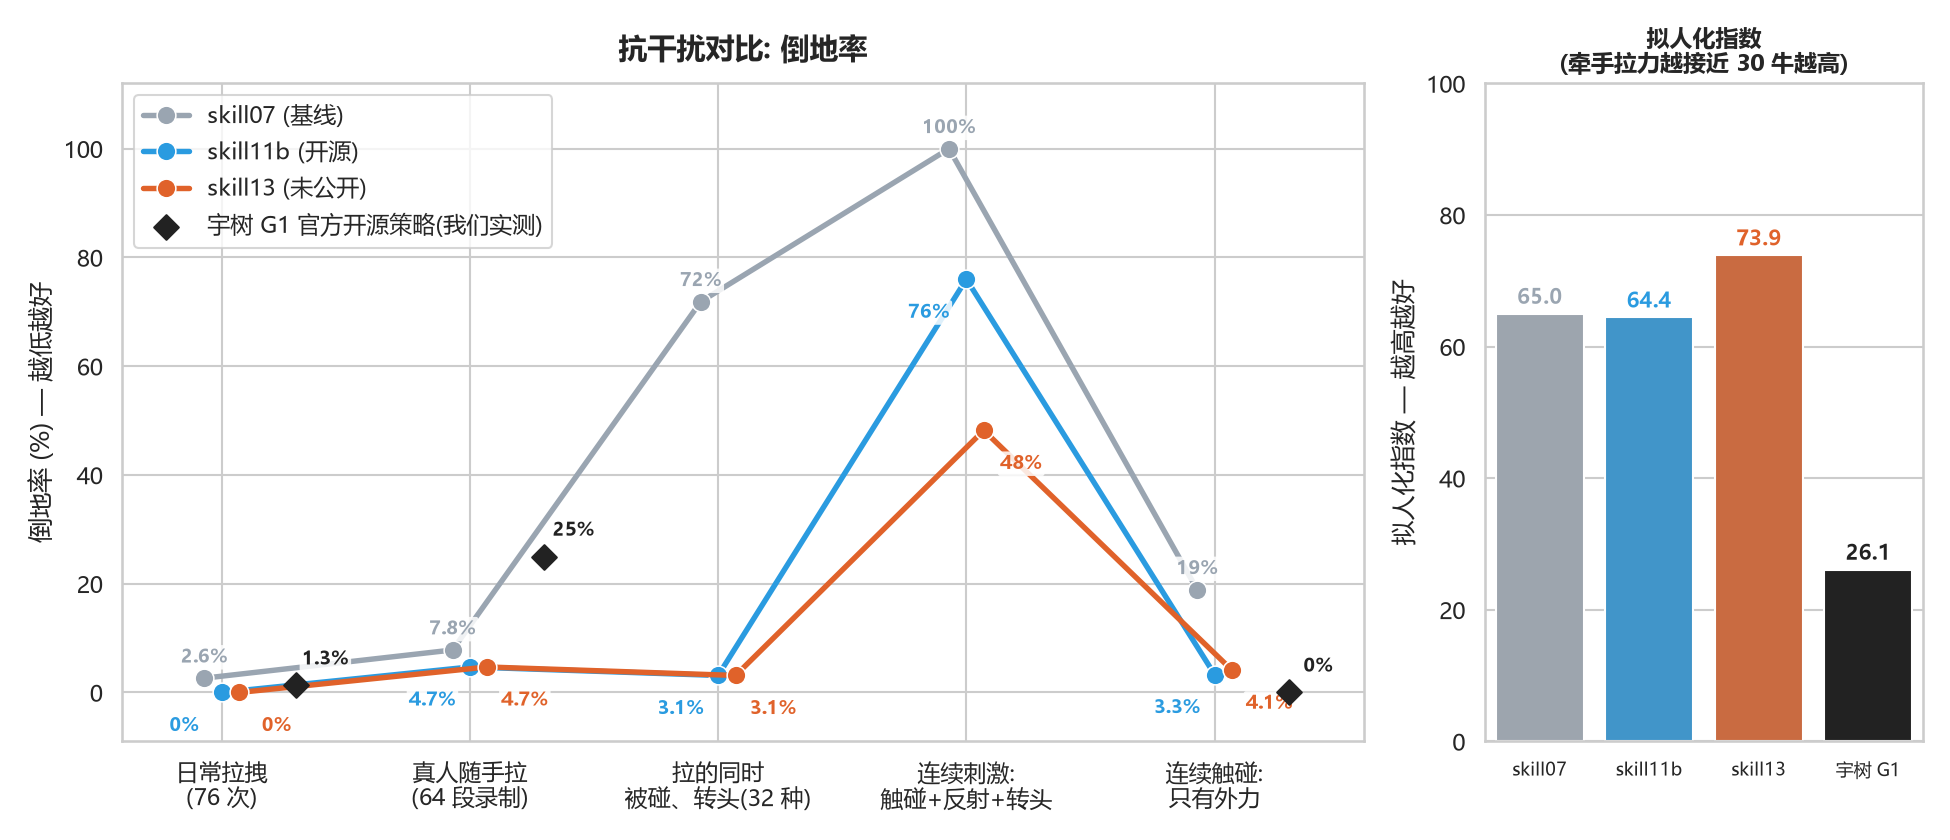 抗干扰对比: 倒地率
skill07 (基线)
skill11b (开源)
skill13 (未公开)
宇树 G1 官方开源策略(我们实测)
倒地率 (%) — 越低越好
100
80
60
40
20
0
2.6%
0%
0%
1.3%
7.8%
4.7%
4.7%
25%
72%
3.1%
3.1%
100%
76%
48%
19%
3.3%
4.1%
0%
日常拉拽
(76 次)
真人随手拉
(64 段录制)
拉的同时
被碰、转头(32 种)
连续刺激:
触碰+反射+转头
连续触碰:
只有外力
拟人化指数
(牵手拉力越接近 30 牛越高)
拟人化指数 — 越高越好
100
80
60
40
20
0
65.0
64.4
73.9
26.1
skill07
skill11b
skill13
宇树 G1